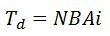 T_d = NBAi